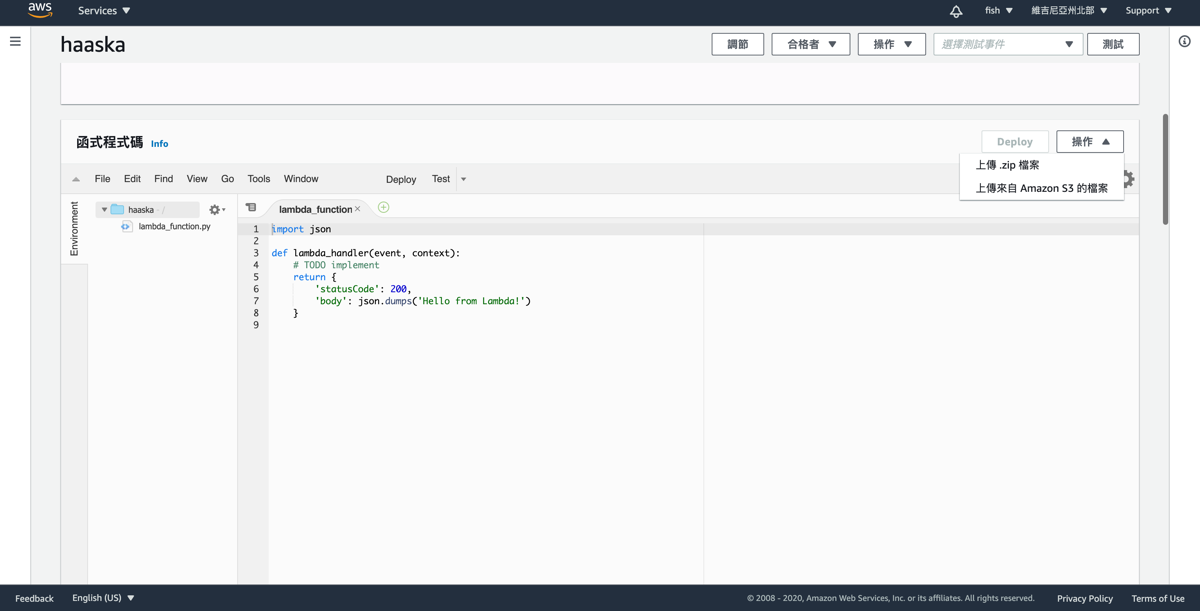 aws Services fish 維吉尼亞州北部 Support
haaska 調節 合格者 操作 選擇測試事件 測試
函式程式碼 Info Deploy 操作
上傳 .zip 檔案
上傳來自 Amazon S3 的檔案
File Edit Find View Go Tools Window Deploy Test
Environment
haaska - /
lambda_function.py
lambda_function ×
1 import json
2
3 def lambda_handler(event, context):
4 # TODO implement
5 return {
6 'statusCode': 200,
7 'body': json.dumps('Hello from Lambda!')
8 }
9
Feedback English (US) © 2008 - 2020, Amazon Web Services, Inc. or its affiliates. All rights reserved. Privacy Policy Terms of Use